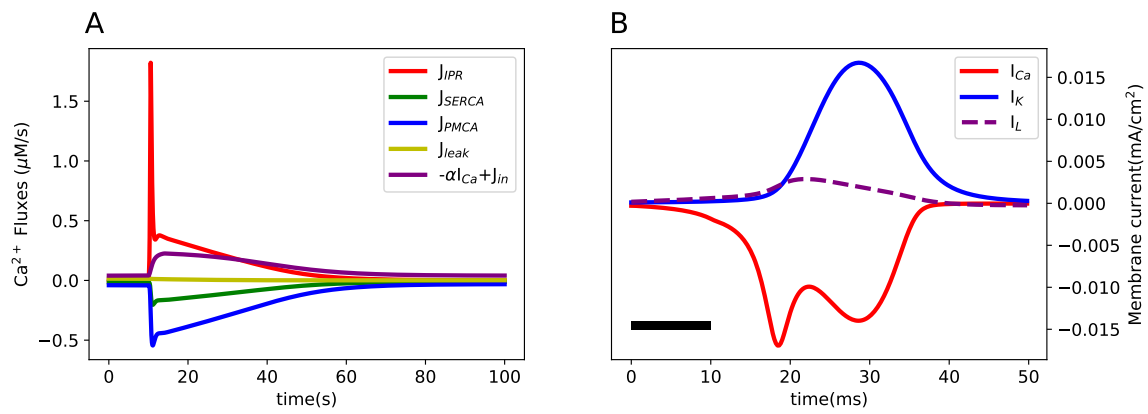 A
Ca²⁺ Fluxes (μM/s)
1.5
1.0
0.5
0.0
−0.5
0
20
40
60
80
100
time(s)
J_IPR
J_SERCA
J_PMCA
J_leak
-αI_Ca+J_in
B
I_Ca
I_K
I_L
0.015
0.010
0.005
0.000
−0.005
−0.010
−0.015
Membrane current(mA/cm²)
0
10
20
30
40
50
time(ms)